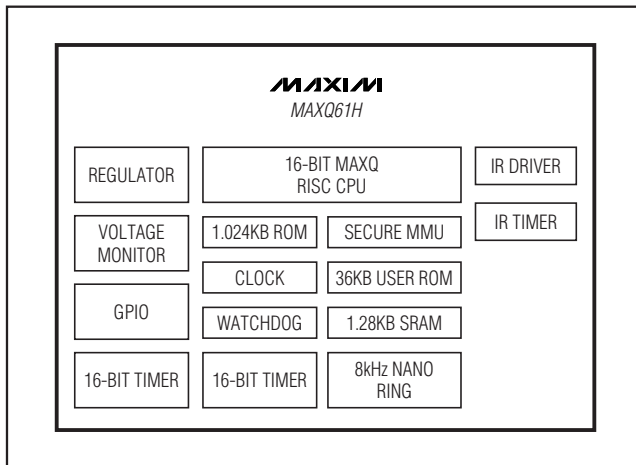 MAXIM
MAXQ61H
REGULATOR
16-BIT MAXQ
RISC CPU
IR DRIVER
VOLTAGE
MONITOR
1.024KB ROM
SECURE MMU
IR TIMER
CLOCK
36KB USER ROM
GPIO
WATCHDOG
1.28KB SRAM
16-BIT TIMER
16-BIT TIMER
8kHz NANO
RING